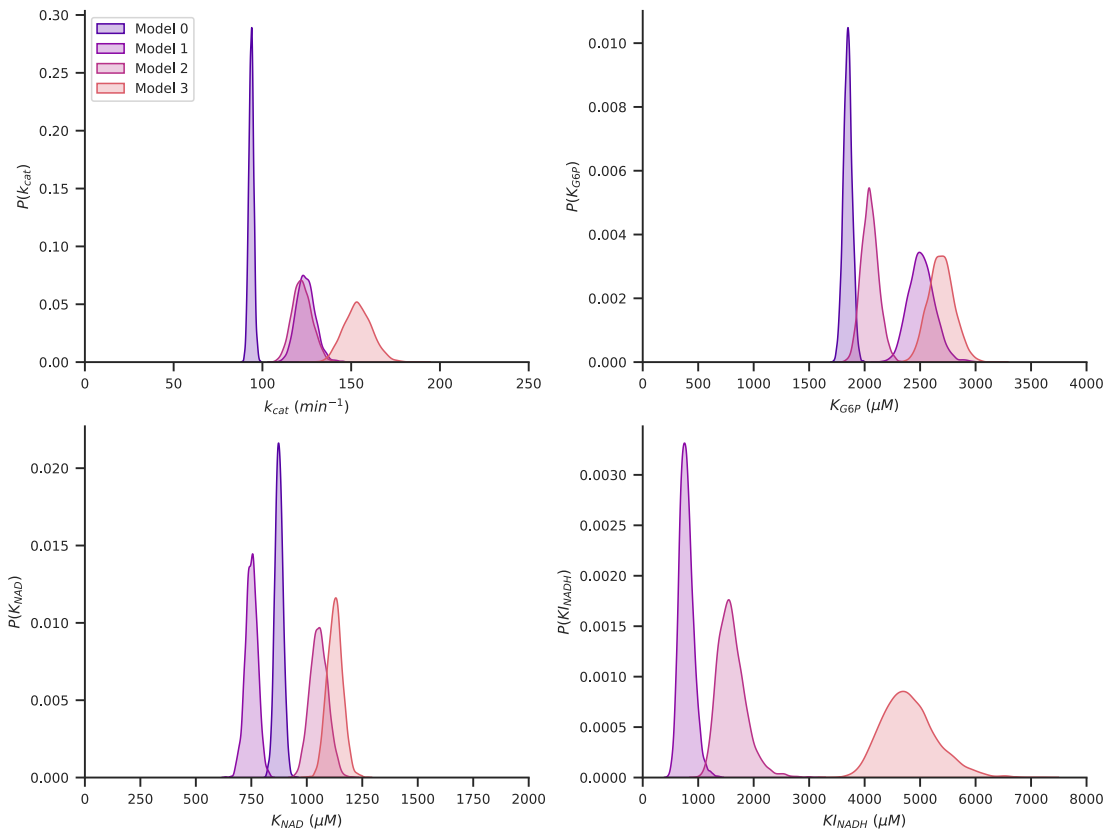 0.30
0.25
0.20
0.15
0.10
0.05
0.00
P(k_cat)
Model 0
Model 1
Model 2
Model 3
0 50 100 150 200 250
k_cat (min⁻¹)
0.010
0.008
0.006
0.004
0.002
0.000
P(K_G6P)
0 500 1000 1500 2000 2500 3000 3500 4000
K_G6P (μM)
0.020
0.015
0.010
0.005
0.000
P(K_NAD)
0 250 500 750 1000 1250 1500 1750 2000
K_NAD (μM)
0.0030
0.0025
0.0020
0.0015
0.0010
0.0005
0.0000
P(KI_NADH)
0 1000 2000 3000 4000 5000 6000 7000 8000
KI_NADH (μM)